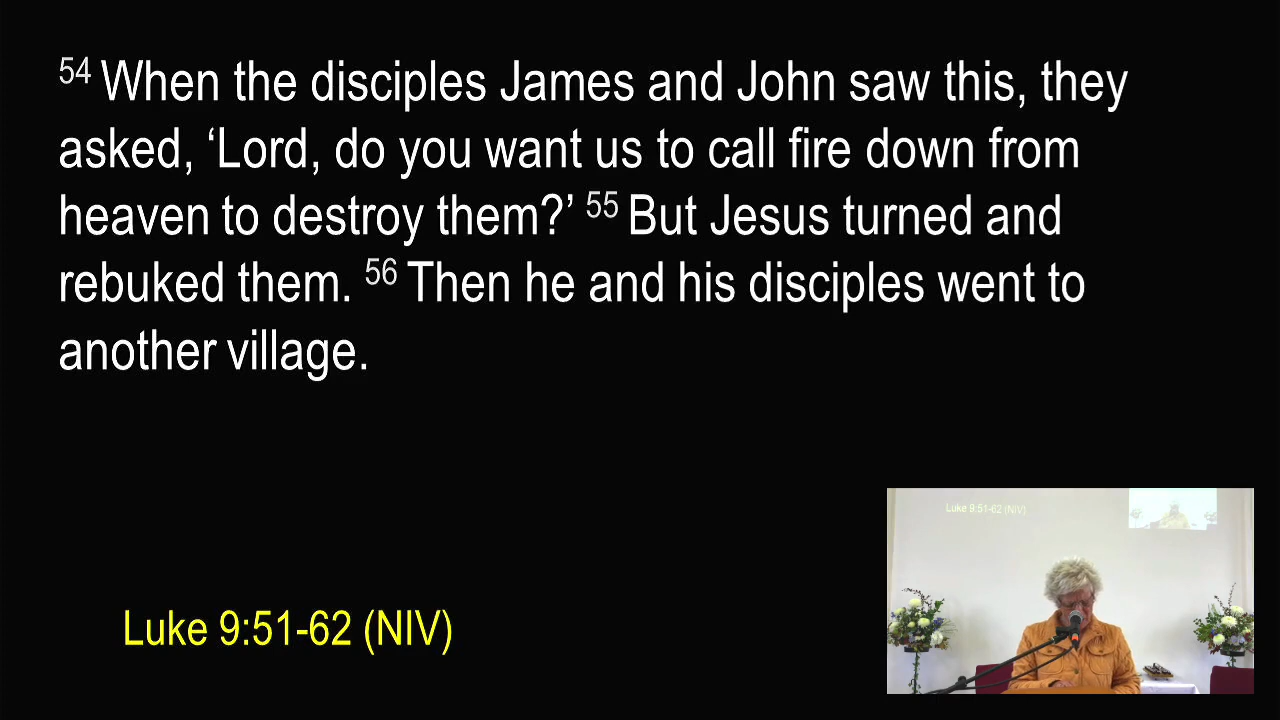 54 When the disciples James and John saw this, they
asked, ‘Lord, do you want us to call fire down from
heaven to destroy them?’ 55 But Jesus turned and
rebuked them. 56 Then he and his disciples went to
another village.
Luke 9:51-62 (NIV)
Luke 9:51-62 (NIV)